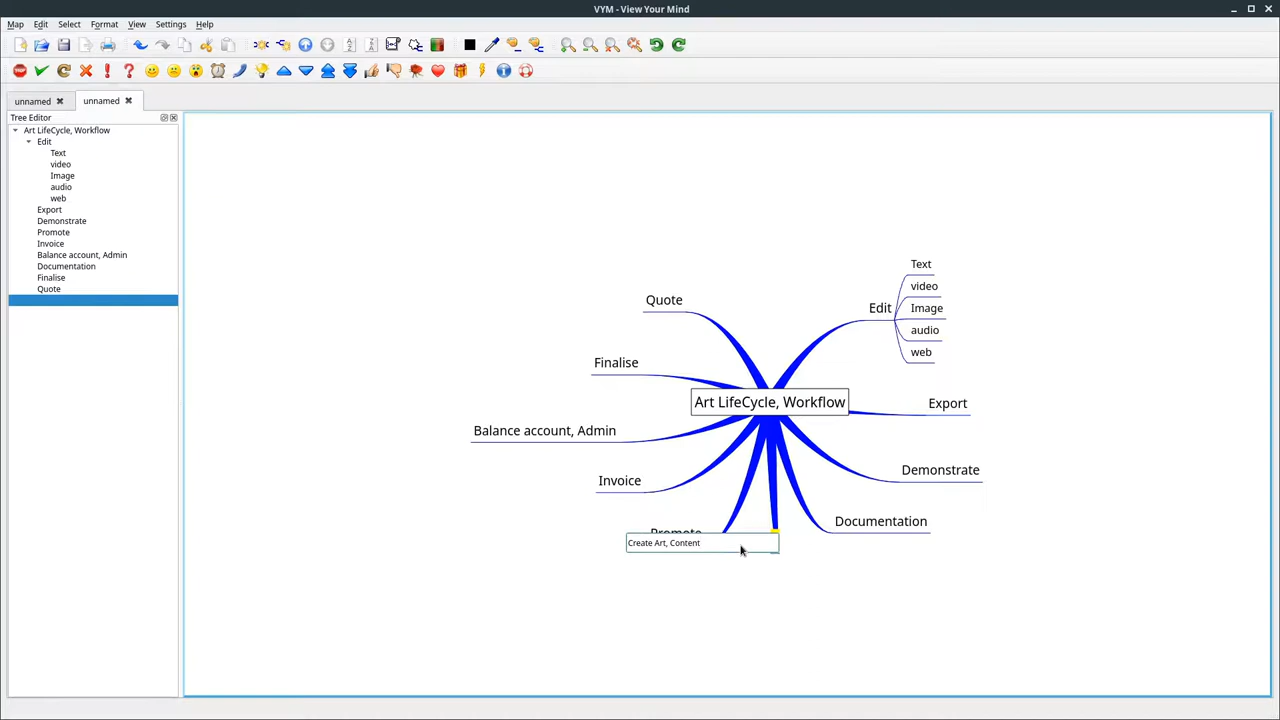 VYM - View Your Mind
Map Edit Select Format View Settings Help
unnamed
unnamed
Tree Editor
Art LifeCycle, Workflow
Edit
Text
video
Image
audio
web
Export
Demonstrate
Promote
Invoice
Balance account, Admin
Documentation
Finalise
Quote
Text
Quote
Edit
video
Image
audio
web
Finalise
Art LifeCycle, Workflow
Export
Balance account, Admin
Demonstrate
Invoice
Documentation
Promote
Create Art, Content